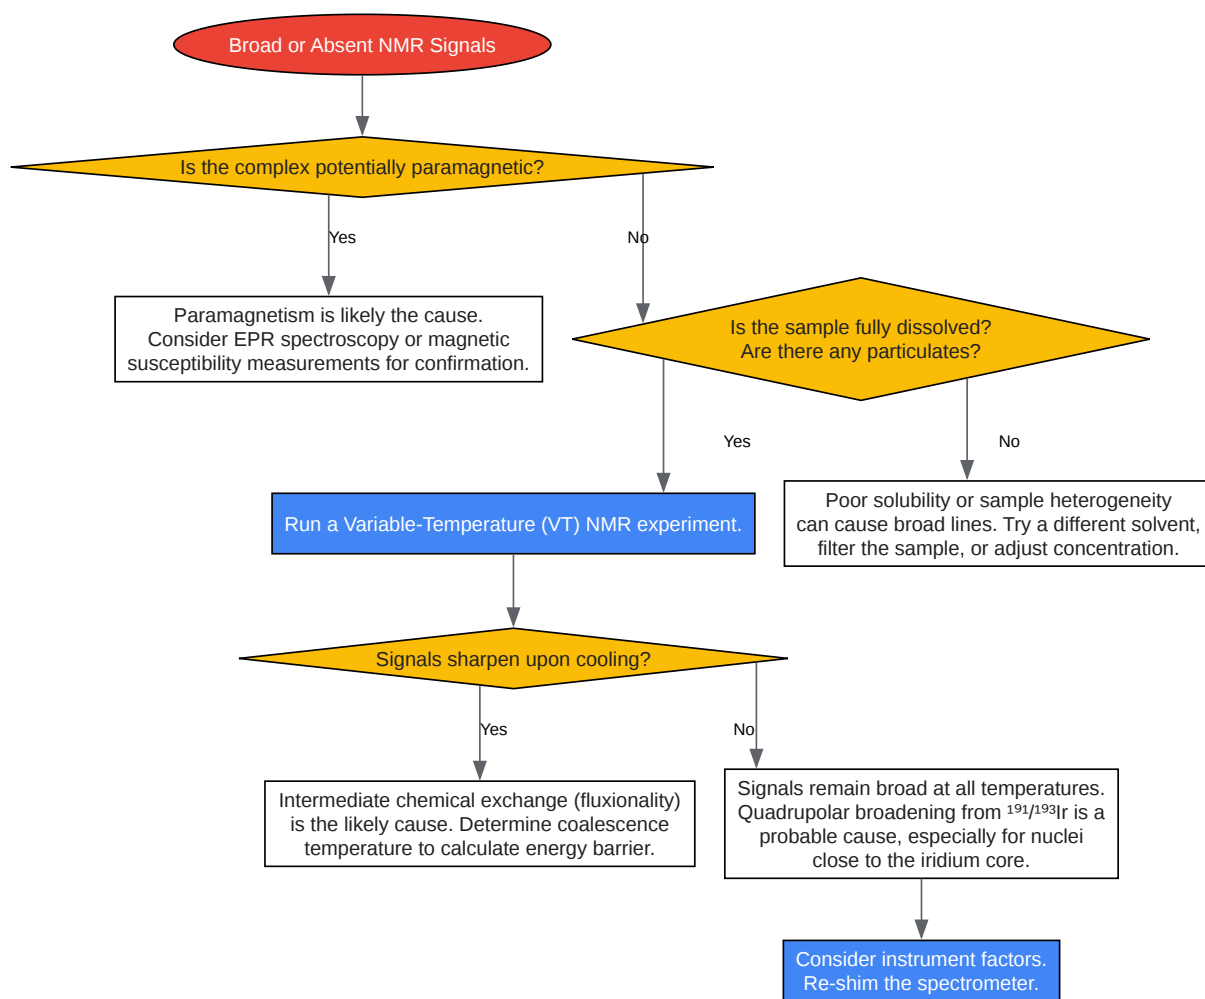 Broad or Absent NMR Signals
Is the complex potentially paramagnetic?
Yes
No
Paramagnetism is likely the cause.
Consider EPR spectroscopy or magnetic
susceptibility measurements for confirmation.
Is the sample fully dissolved?
Are there any particulates?
Yes
No
Run a Variable-Temperature (VT) NMR experiment.
Poor solubility or sample heterogeneity
can cause broad lines. Try a different solvent,
filter the sample, or adjust concentration.
Signals sharpen upon cooling?
Yes
No
Intermediate chemical exchange (fluxionality)
is the likely cause. Determine coalescence
temperature to calculate energy barrier.
Signals remain broad at all temperatures.
Quadrupolar broadening from ¹⁹¹/¹⁹³Ir is a
probable cause, especially for nuclei
close to the iridium core.
Consider instrument factors.
Re-shim the spectrometer.